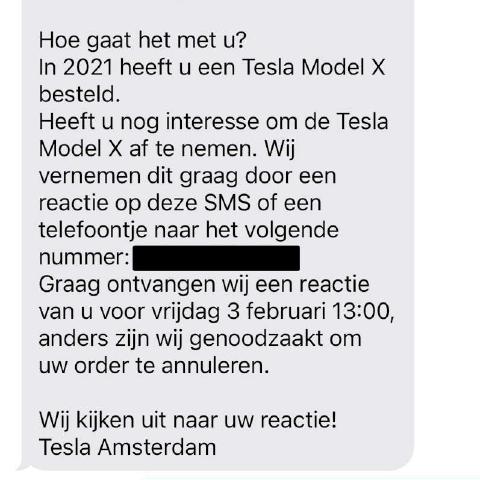 Hoe gaat het met u?
In 2021 heeft u een Tesla Model X
besteld.
Heeft u nog interesse om de Tesla
Model X af te nemen. Wij
vernemen dit graag door een
reactie op deze SMS of een
telefoontje naar het volgende
nummer:
Graag ontvangen wij een reactie
van u voor vrijdag 3 februari 13:00,
anders zijn wij genoodzaakt om
uw order te annuleren.
Wij kijken uit naar uw reactie!
Tesla Amsterdam